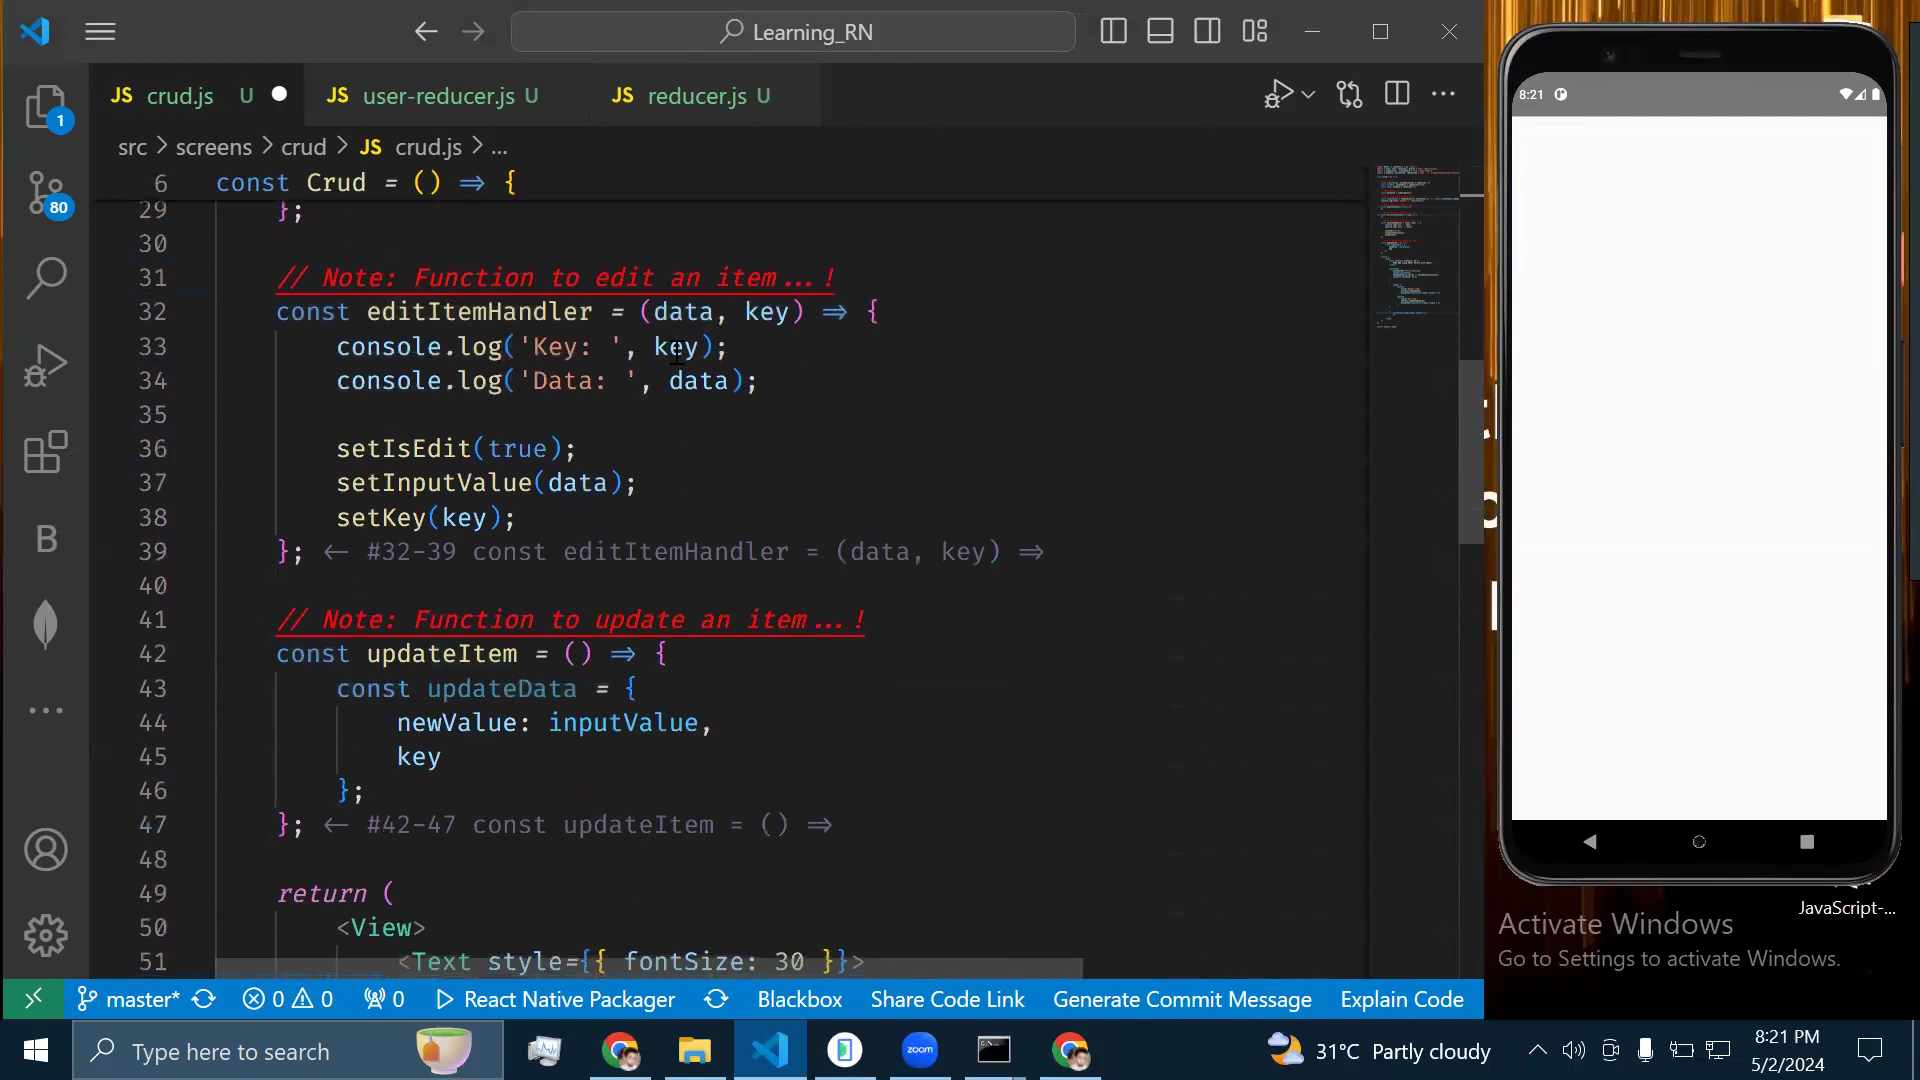 Learning_RN
JS crud.js U
JS user-reducer.js U
JS reducer.js U
8:21
src > screens > crud > JS crud.js > ...
6 const Crud = () => {
29 };
30
31 // Note: Function to edit an item...!
32 const editItemHandler = (data, key) => {
33 console.log('Key: ', key);
34 console.log('Data: ', data);
35
36 setIsEdit(true);
37 setInputValue(data);
38 setKey(key);
39 }; <- #32-39 const editItemHandler = (data, key) =>
40
41 // Note: Function to update an item...!
42 const updateItem = () => {
43 const updateData = {
44 newValue: inputValue,
45 key
46 };
47 }; <- #42-47 const updateItem = () =>
48
49 return (
50 <View>
51 <Text style={{ fontSize: 30 }}>
1
80
B
JavaScript-...
Activate Windows
Go to Settings to activate Windows.
master* 0 0 0 React Native Packager Blackbox Share Code Link Generate Commit Message Explain Code
Type here to search
zoom
31°C Partly cloudy
8:21 PM
5/2/2024